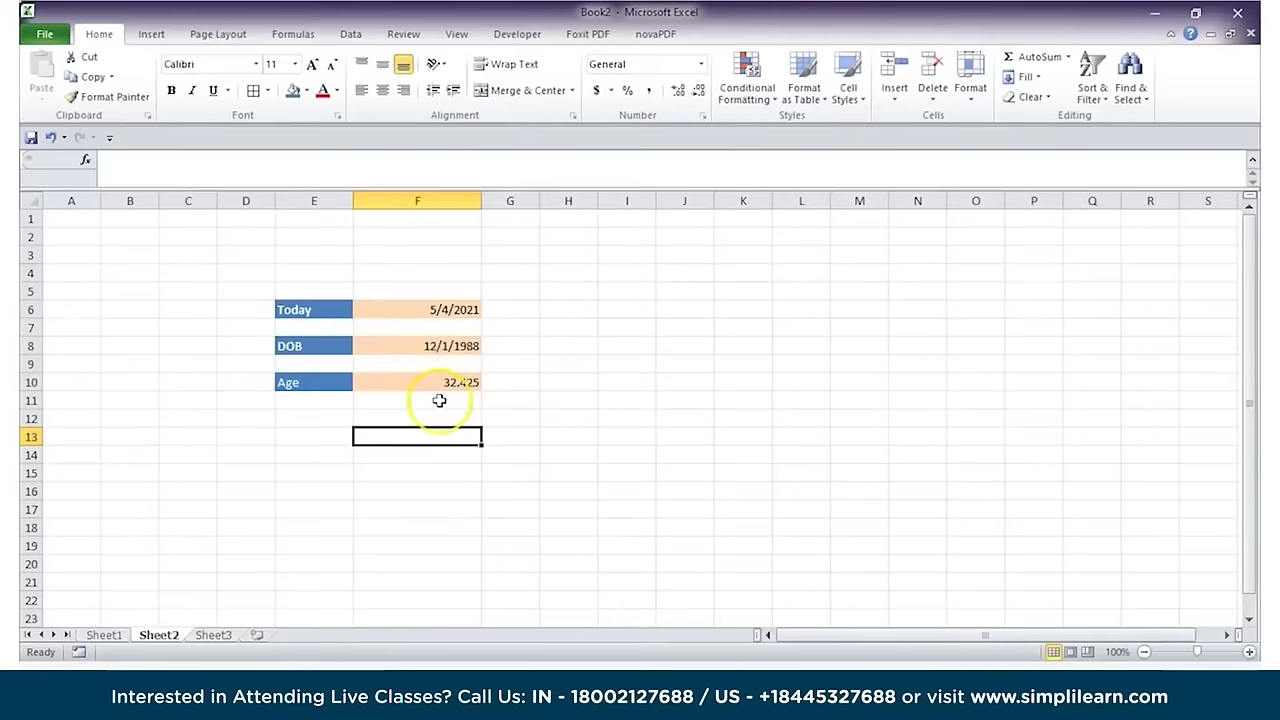 Book2 - Microsoft Excel
File Home Insert Page Layout Formulas Data Review View Developer Foxit PDF novaPDF
Paste
Cut
Copy
Format Painter
Clipboard
Calibri 11
B I U
Font
Wrap Text
Merge & Center
Alignment
General
$ % ,
Number
Conditional Formatting
Format as Table
Cell Styles
Styles
Insert
Delete
Format
Cells
AutoSum
Fill
Clear
Sort & Filter
Find & Select
Editing
fx
A B C D E F G H I J K L M N O P Q R S
1
2
3
4
5
6 Today 5/4/2021
7
8 DOB 12/1/1988
9
10 Age 32.425
11
12
13
14
15
16
17
18
19
20
21
22
23
Sheet1 Sheet2 Sheet3
Ready 100%
Interested in Attending Live Classes? Call Us: IN - 18002127688 / US - +18445327688 or visit www.simplilearn.com